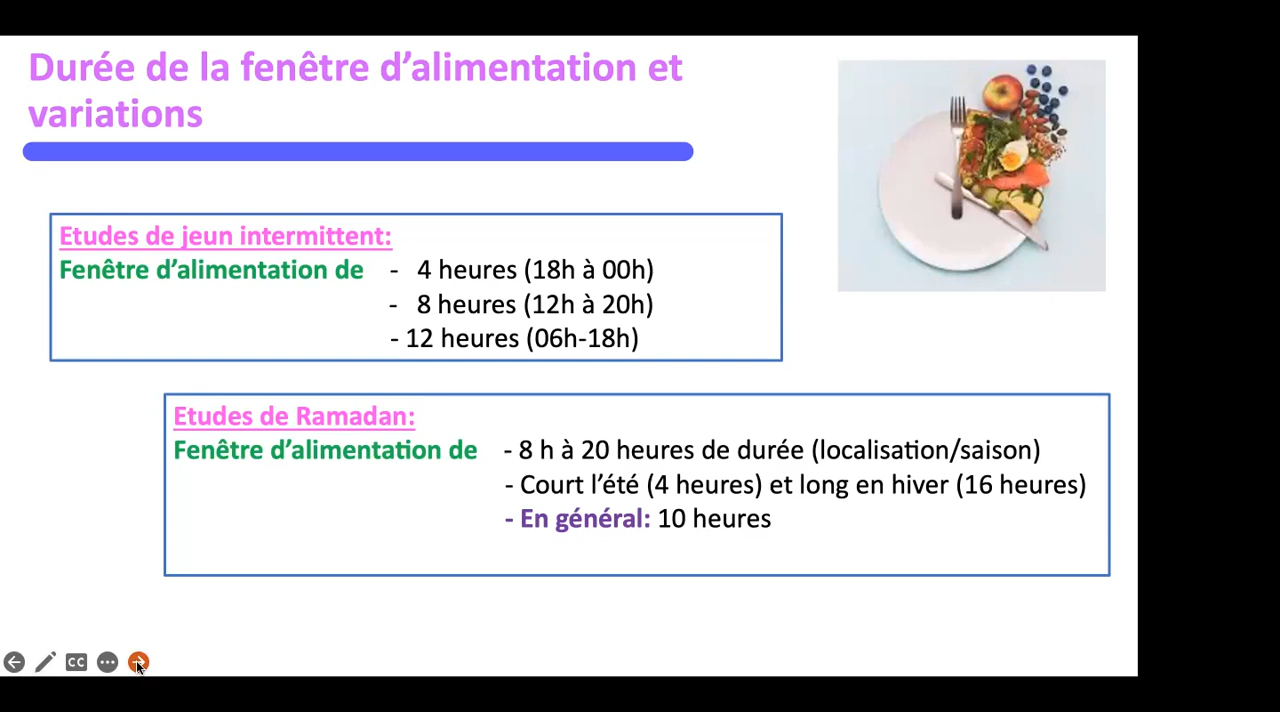 Durée de la fenêtre d’alimentation et
variations
Etudes de jeun intermittent:
Fenêtre d’alimentation de - 4 heures (18h à 00h)
- 8 heures (12h à 20h)
- 12 heures (06h-18h)
Etudes de Ramadan:
Fenêtre d’alimentation de - 8 h à 20 heures de durée (localisation/saison)
- Court l’été (4 heures) et long en hiver (16 heures)
- En général: 10 heures
CC